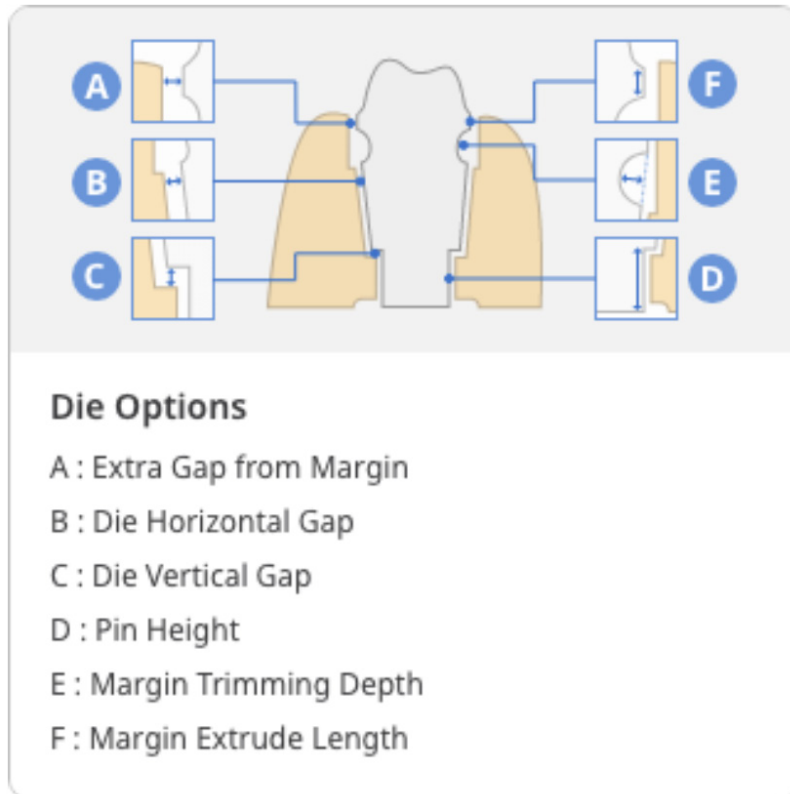 A
B
C
F
E
D
Die Options
A : Extra Gap from Margin
B : Die Horizontal Gap
C : Die Vertical Gap
D : Pin Height
E : Margin Trimming Depth
F : Margin Extrude Length